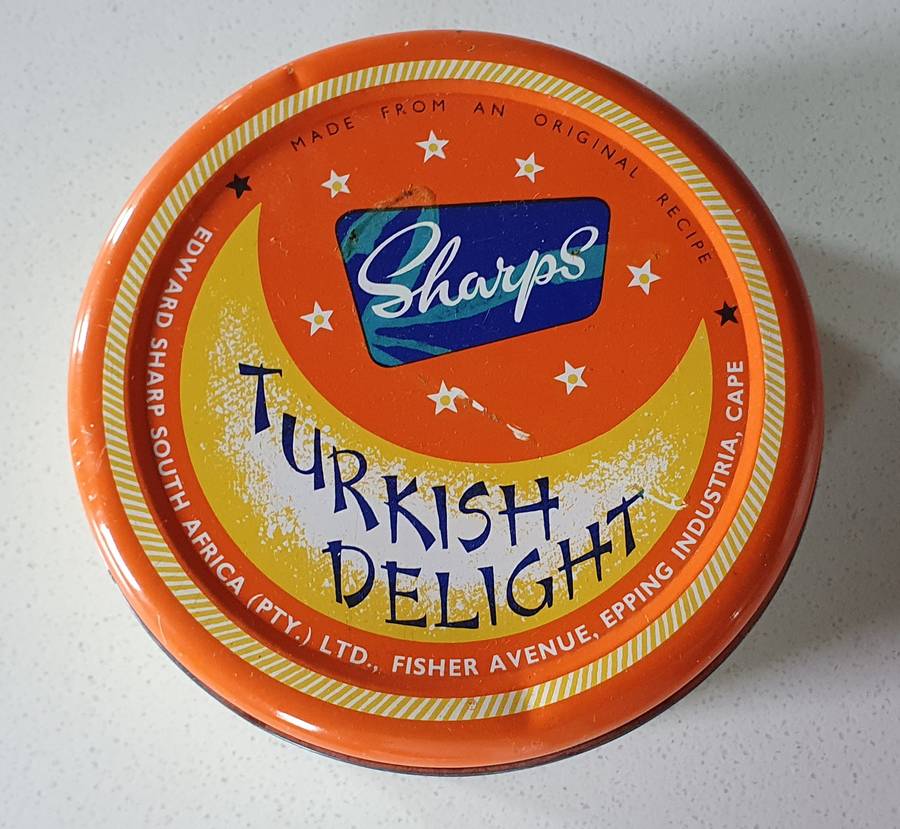 MADE FROM AN ORIGINAL RECIPE
Sharps
TURKISH
DELIGHT
EDWARD SHARP SOUTH AFRICA (PTY.) LTD., FISHER AVENUE, EPPING INDUSTRIA, CAPE